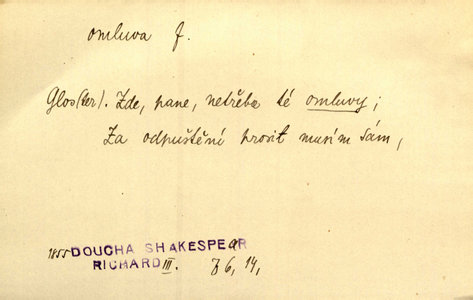 omluva f.
Glos(ter). Zde, pane, netřeba té omluvy;
Za odpuštění prosit musím sám,
1855 DOUCHA SHAKESPEAR
RICHARD III. 76, 14,